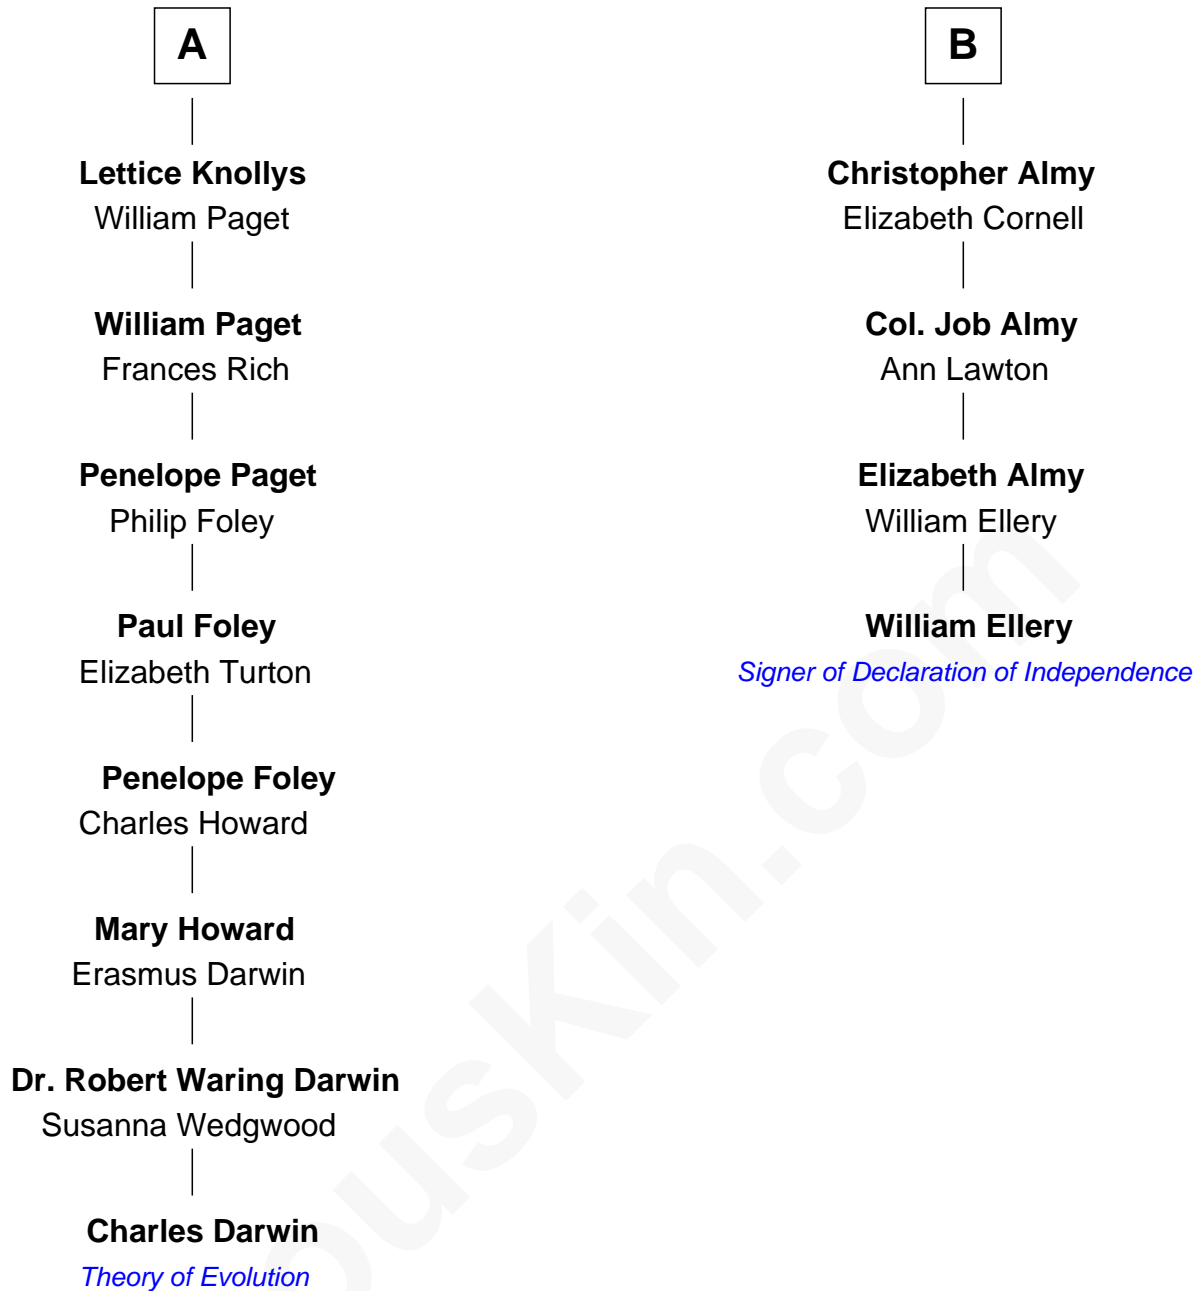 A
Lettice Knollys
William Paget
William Paget
Frances Rich
Penelope Paget
Philip Foley
Paul Foley
Elizabeth Turton
Penelope Foley
Charles Howard
Mary Howard
Erasmus Darwin
Dr. Robert Waring Darwin
Susanna Wedgwood
Charles Darwin
Theory of Evolution
B
Christopher Almy
Elizabeth Cornell
Col. Job Almy
Ann Lawton
Elizabeth Almy
William Ellery
William Ellery
Signer of Declaration of Independence
ousKin.com